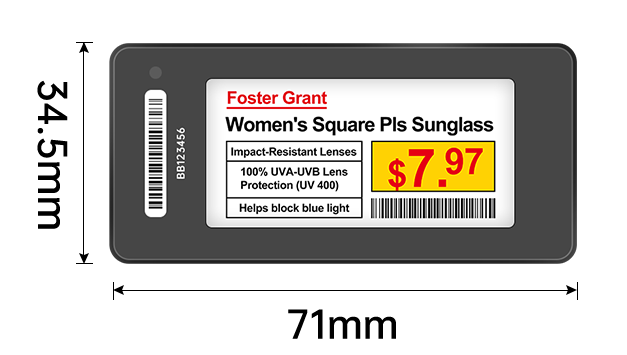 34.5mm
BB123456
Foster Grant
Women's Square Pls Sunglass
Impact-Resistant Lenses
100% UVA-UVB Lens
Protection (UV 400)
Helps block blue light
$7.97
71mm